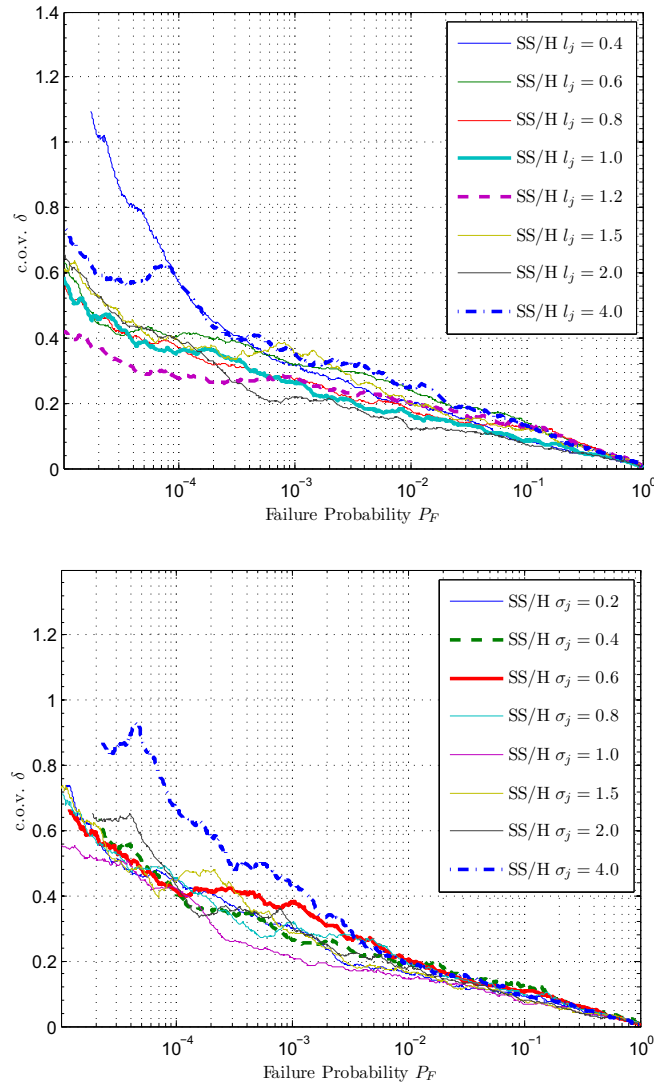 1.4
1.2
1
0.8
0.6
0.4
0.2
0
c.o.v. δ
SS/H l_j = 0.4
SS/H l_j = 0.6
SS/H l_j = 0.8
SS/H l_j = 1.0
SS/H l_j = 1.2
SS/H l_j = 1.5
SS/H l_j = 2.0
SS/H l_j = 4.0
10^−4
10^−3
10^−2
10^−1
10^0
Failure Probability P_F
1.2
1
0.8
0.6
0.4
0.2
0
c.o.v. δ
SS/H σ_j = 0.2
SS/H σ_j = 0.4
SS/H σ_j = 0.6
SS/H σ_j = 0.8
SS/H σ_j = 1.0
SS/H σ_j = 1.5
SS/H σ_j = 2.0
SS/H σ_j = 4.0
10^−4
10^−3
10^−2
10^−1
10^0
Failure Probability P_F